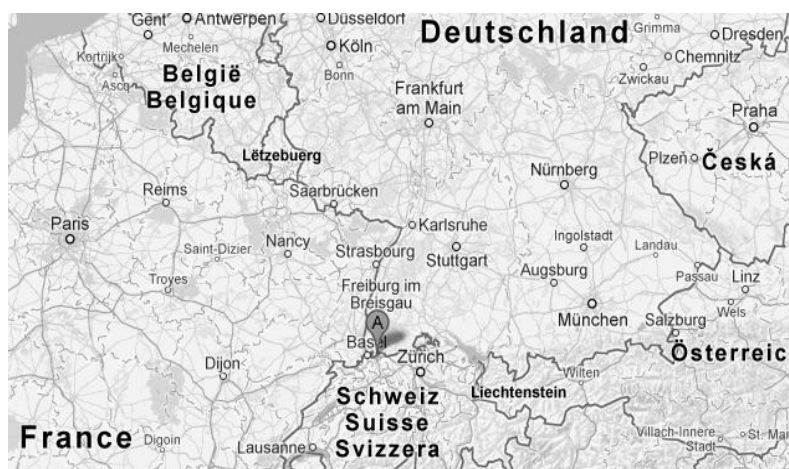 Gent
Antwerpen
Düsseldorf
Deutschland
Grimma
Dresden
Kortrijk
Mechelen
Köln
Chemnitz
Ascq
België
Belgique
Bonn
Zwickau
Frankfurt
am Main
Praha
Lëtzebuerg
Plzeň
Česká
Reims
Saarbrücken
Nürnberg
Paris
Karlsruhe
Saint-Dizier
Nancy
Strasbourg
Stuttgart
Ingolstadt
Landau
Troyes
Freiburg im
Breisgau
Augsburg
Passau
Linz
A
München
Salzburg
Wels
Basel
Zürich
Österreic
Dijon
Schweiz
Suisse
Svizzera
Liechtenstein
Wilten
France
Digoin
Lausanne
Villach-Innere
Stadt
St. Mar